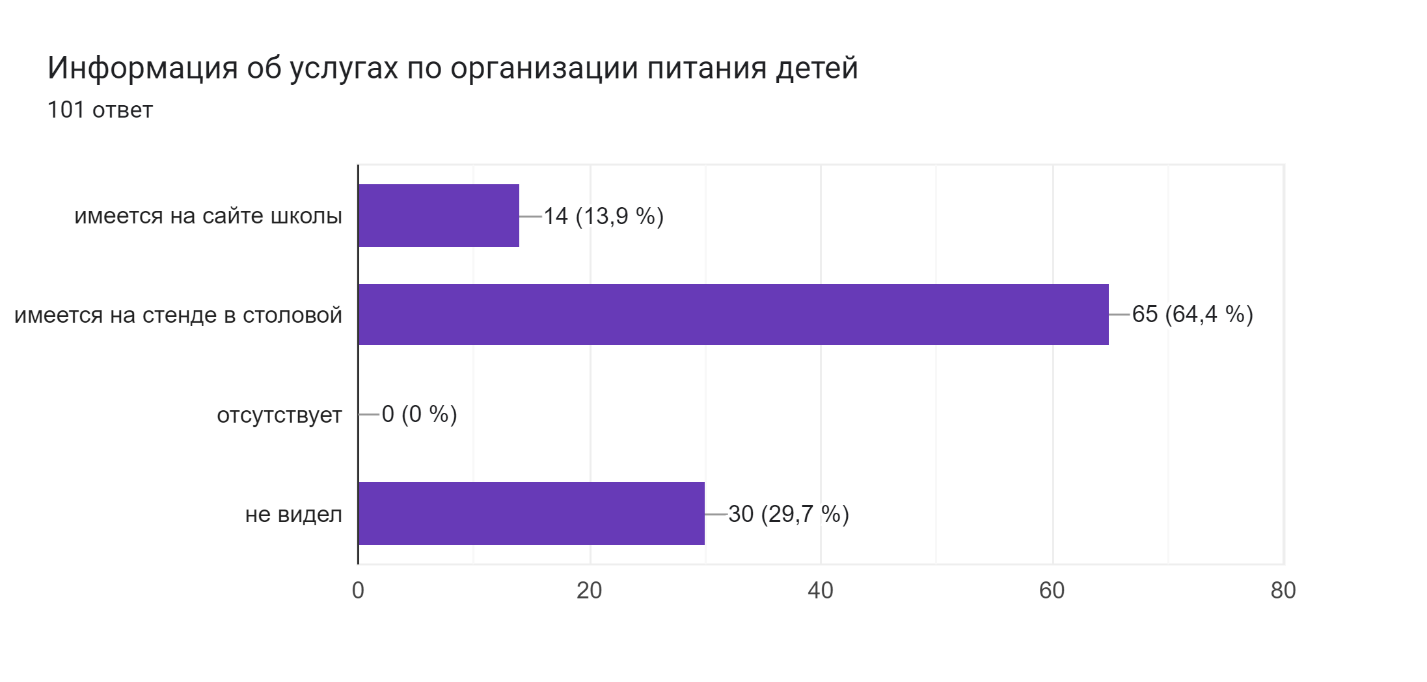 Информация об услугах по организации питания детей
101 ответ
имеется на сайте школы
14 (13,9 %)
имеется на стенде в столовой
65 (64,4 %)
отсутствует
0 (0 %)
не видел
30 (29,7 %)
0 20 40 60 80